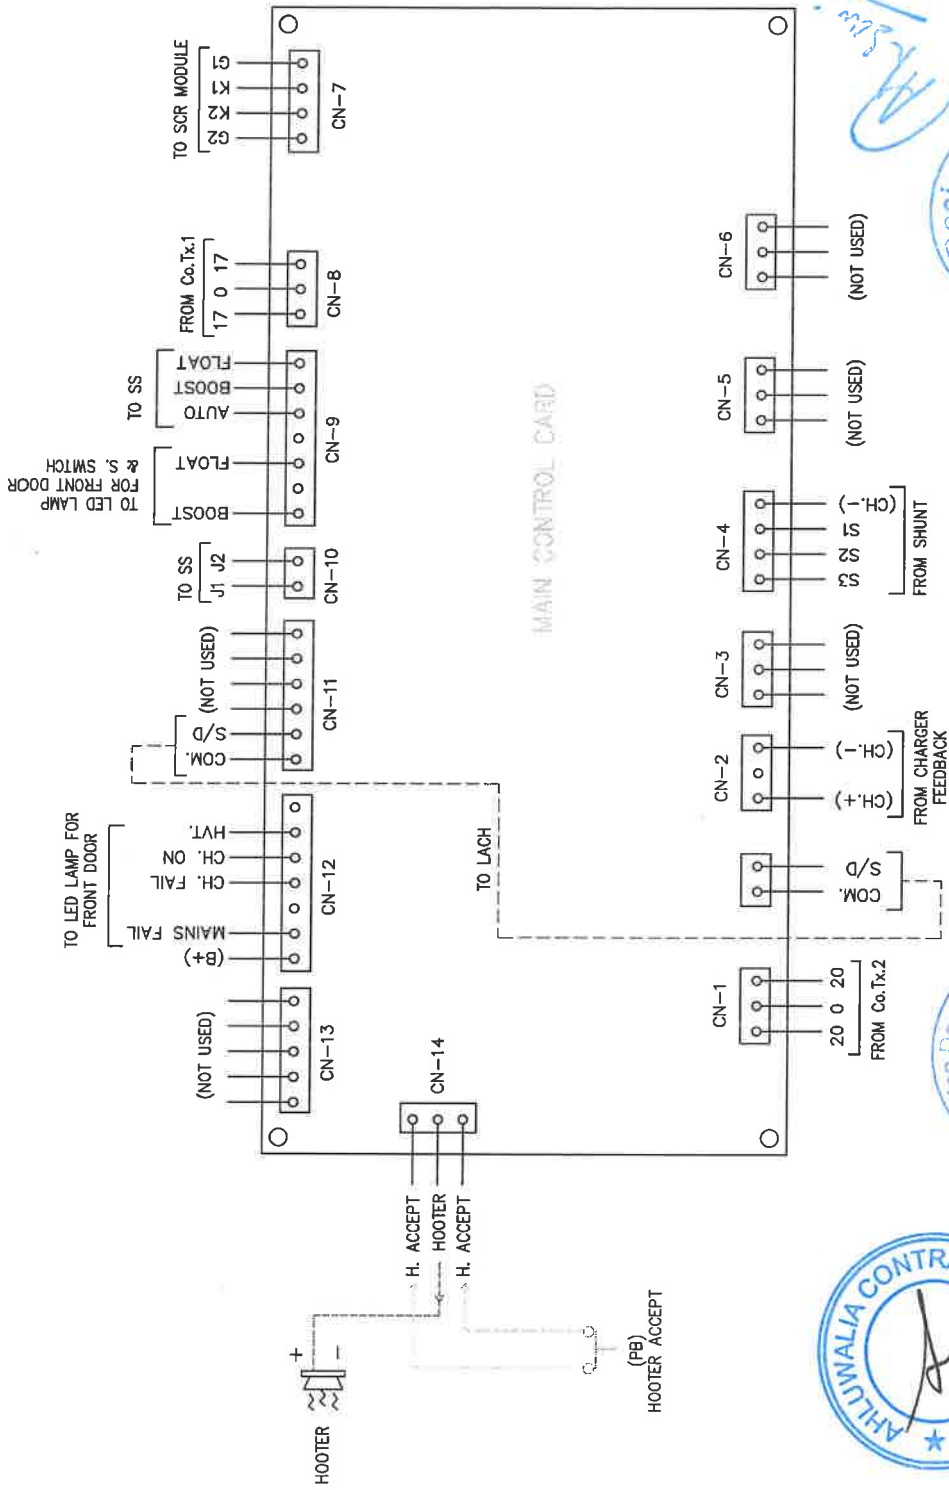 TO LED LAMP FOR
FRONT DOOR
(NOT USED)
(B+)
MAINS FAIL
CH. FAIL
CH. ON
HVT.
COM.
S/D
(NOT USED)
TO SS
J1
J2
TO LED LAMP
FOR FRONT DOOR
& S. SWITCH
BOOST
FLOAT
TO SS
AUTO
BOOST
FLOAT
FROM Co.Tx.1
17 0 17
TO SCR MODULE
G2
K2
K1
G1
CN-13
CN-12
CN-11
CN-10
CN-9
CN-8
CN-7
HOOTER
+
-
H. ACCEPT
HOOTER
H. ACCEPT
CN-14
(PB)
HOOTER ACCEPT
TO LACH
MAIN CONTROL CARD
CN-1
CN-2
CN-3
CN-4
CN-5
CN-6
20 0 20
FROM Co.Tx.2
COM.
S/D
(CH.+)
(CH.-)
FROM CHARGER
FEEDBACK
(NOT USED)
S3
S2
S1
(CH.-)
FROM SHUNT
(NOT USED)
(NOT USED)
AHLUWALIA CONTRA